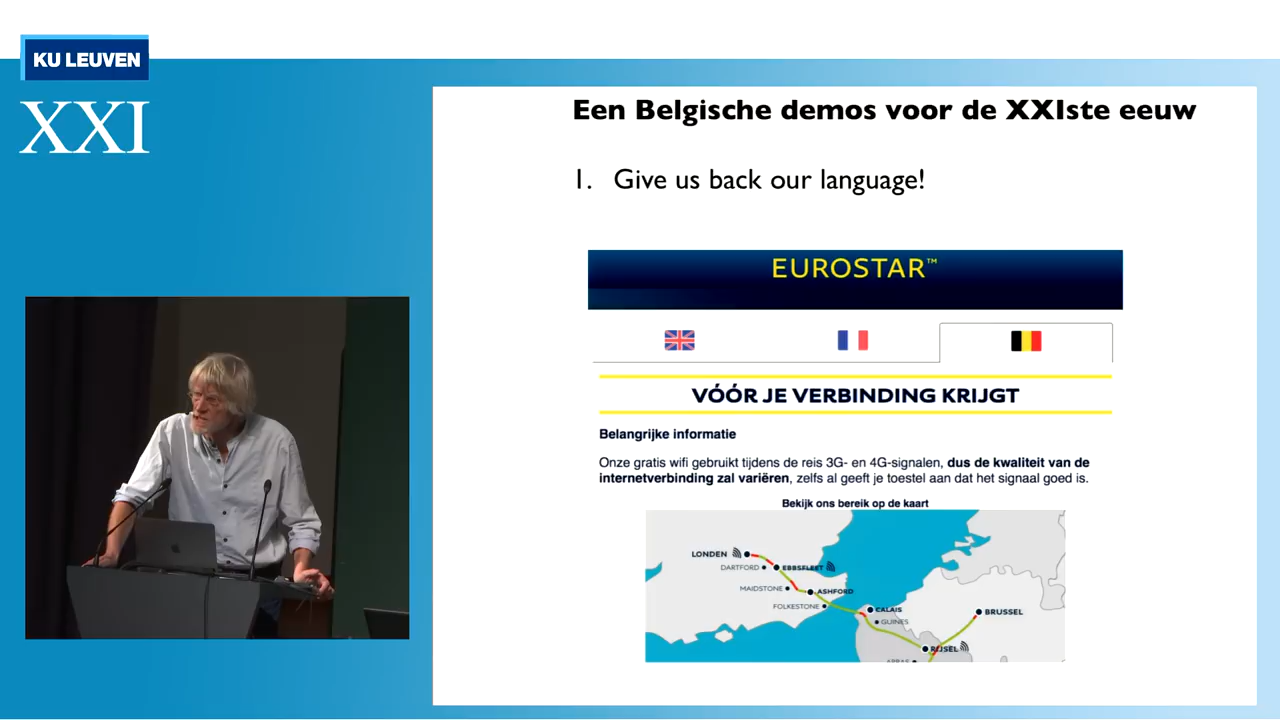 KU LEUVEN
XXI
Een Belgische demos voor de XXIste eeuw
1. Give us back our language!
EUROSTAR™
VÓÓR JE VERBINDING KRIJGT
Belangrijke informatie
Onze gratis wifi gebruikt tijdens de reis 3G- en 4G-signalen, dus de kwaliteit van de
internetverbinding zal variëren, zelfs al geeft je toestel aan dat het signaal goed is.
Bekijk ons bereik op de kaart
LONDEN
DARTFORD
EBBSFLEET
MAIDSTONE
ASHFORD
FOLKESTONE
CALAIS
BRUSSEL
GUINES
RIJSEL